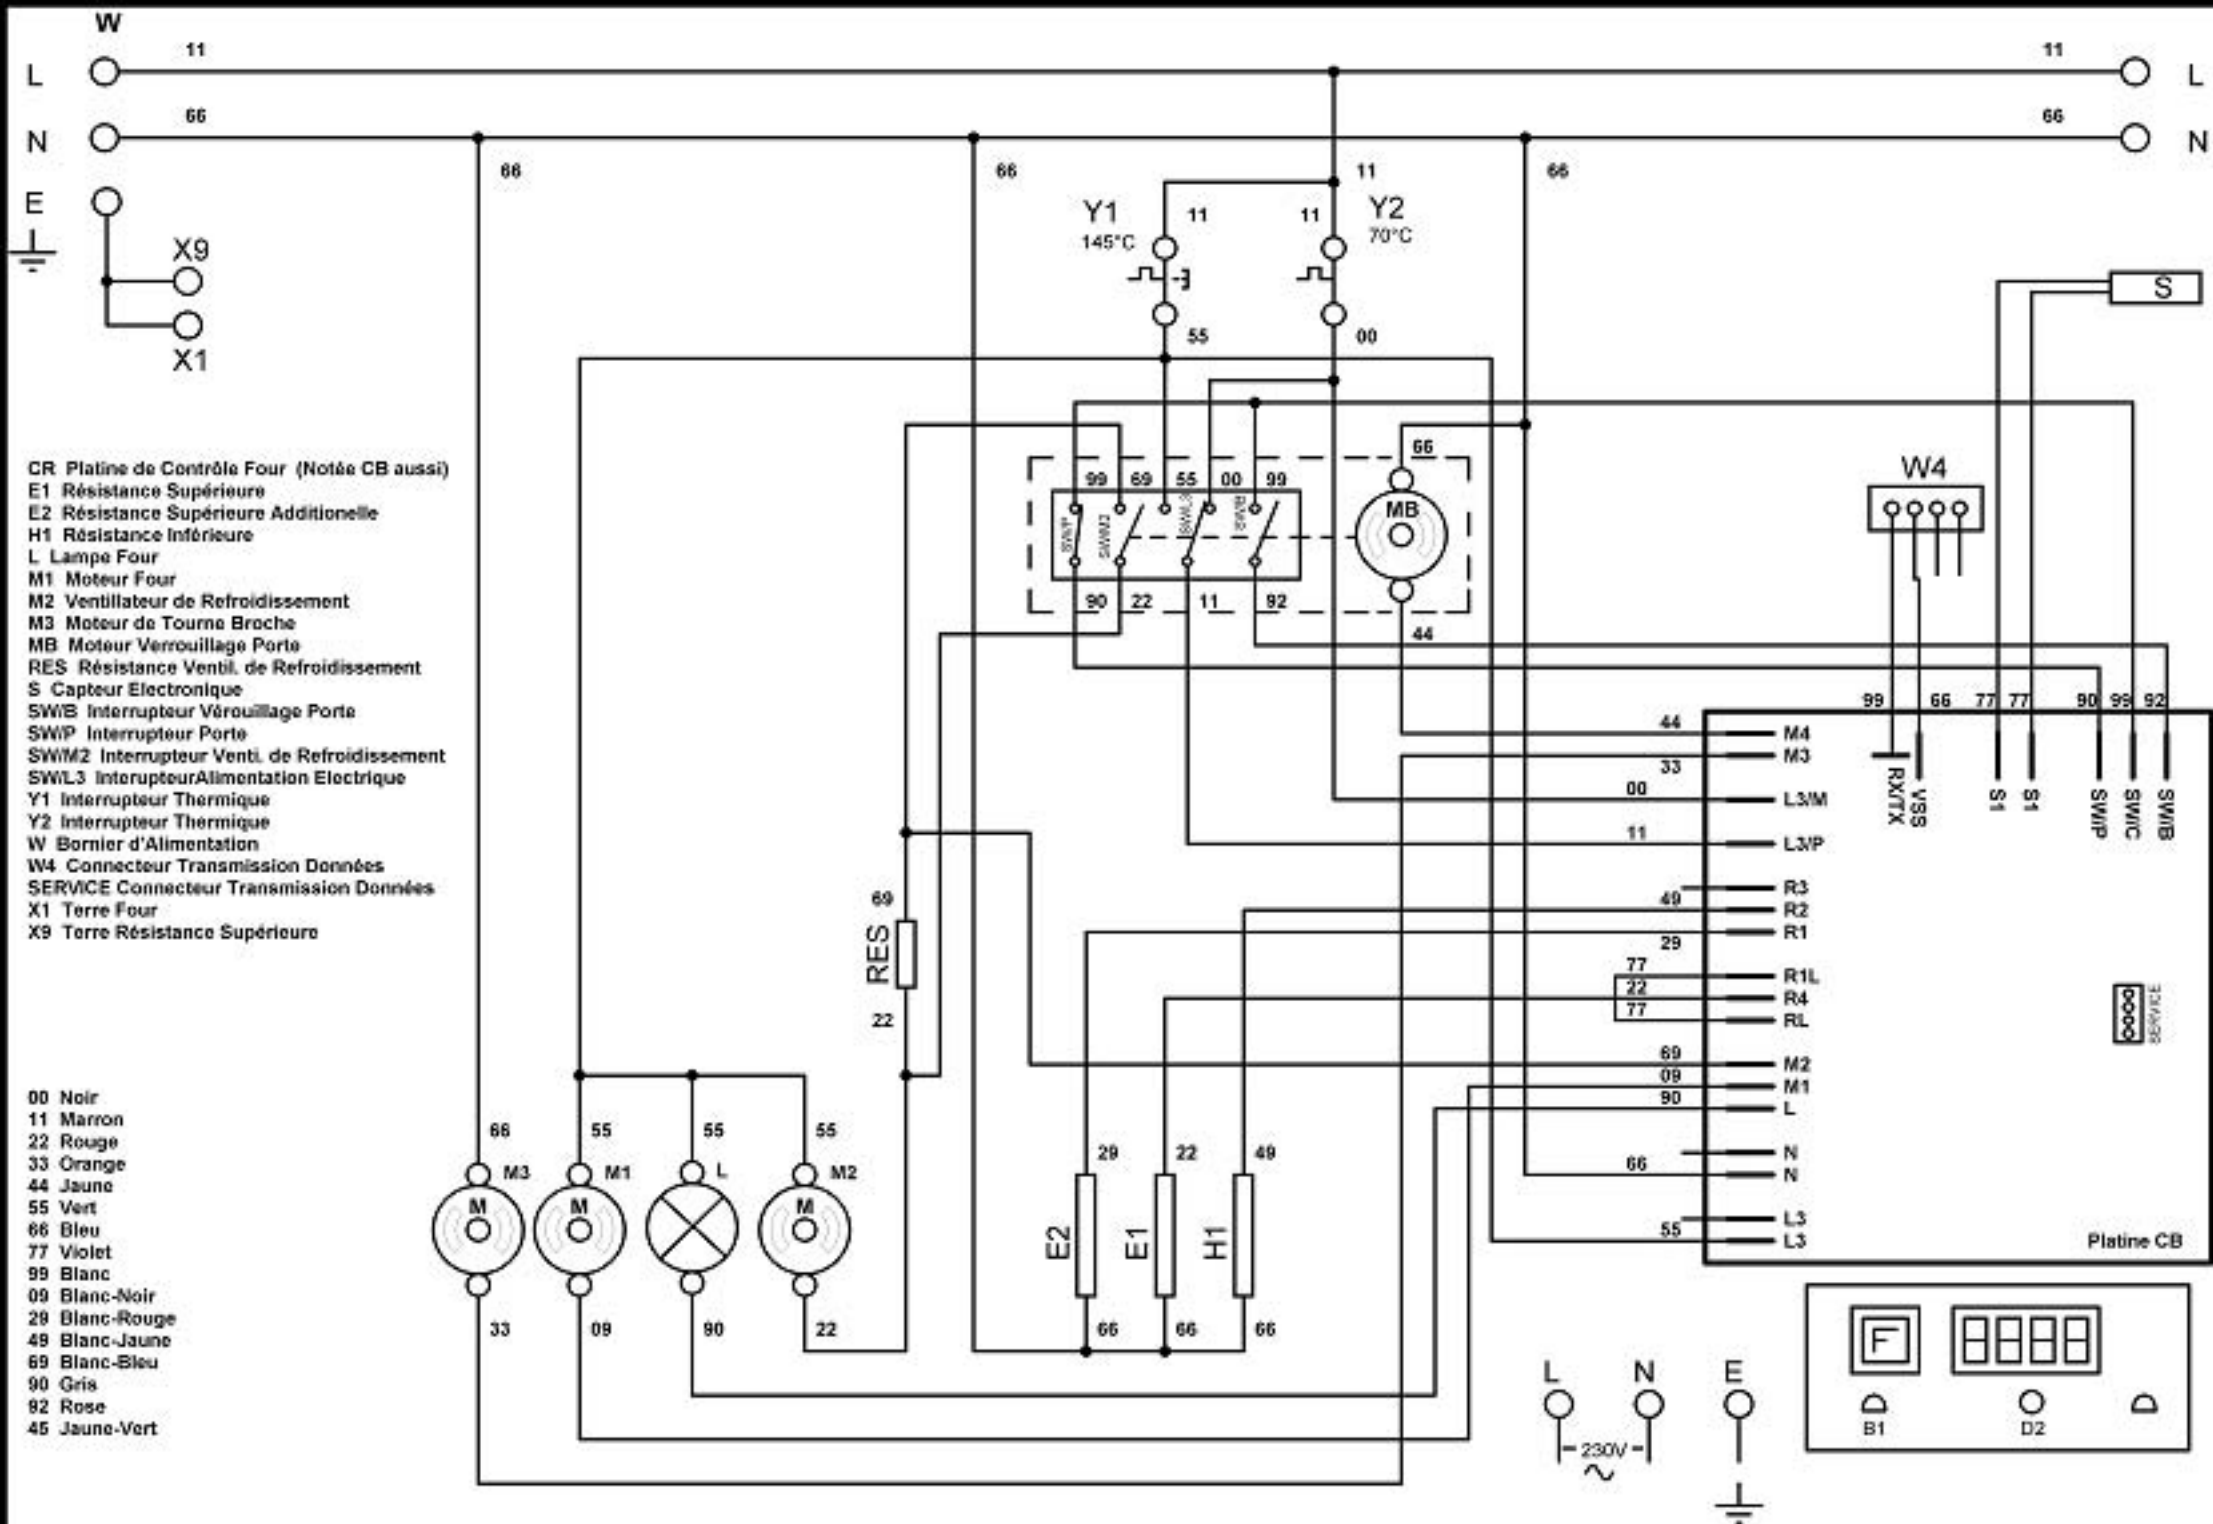 W
11
11
L
L
66
66
N
N
66
66
11
66
E
Y1
11
11
Y2
145°C
70°C
X9
S
55
00
X1
66
CR Platine de Contrôle Four (Notée CB aussi)
E1 Résistance Supérieure
E2 Résistance Supérieure Additionelle
H1 Résistance Inférieure
L Lampe Four
M1 Moteur Four
M2 Ventillateur de Refroidissement
M3 Moteur de Tourne Broche
MB Moteur Verrouillage Porte
RES Résistance Ventil. de Refroidissement
S Capteur Electronique
SW/B Interrupteur Vérouillage Porte
SW/P Interrupteur Porte
SW/M2 Interrupteur Venti. de Refroidissement
SW/L3 InterupteurAlimentation Electrique
Y1 Interrupteur Thermique
Y2 Interrupteur Thermique
W Bornier d'Alimentation
W4 Connecteur Transmission Données
SERVICE Connecteur Transmission Données
X1 Terre Four
X9 Terre Résistance Supérieure
W4
99 69 55 00 99
SW/P
SW/M2
SW/L3
SW/B
MB
90 22 11 92
44
99 66 77 77 90 99 92
RX/TX
VSS
S1
S1
SW/P
SW/C
SW/B
44 M4
33 M3
00 L3/M
11 L3/P
R3
49 R2
29 R1
77 R1L
22 R4
77 RL
69 M2
09 M1
90 L
N
66 N
L3
55 L3
SERVICE
Platine CB
69
RES
22
00 Noir
11 Marron
22 Rouge
33 Orange
44 Jaune
55 Vert
66 Bleu
77 Violet
99 Blanc
09 Blanc-Noir
29 Blanc-Rouge
49 Blanc-Jaune
69 Blanc-Bleu
90 Gris
92 Rose
45 Jaune-Vert
66 55 55 55
M3 M1 L M2
M M M
33 09 90 22
29 22 49
E2 E1 H1
66 66 66
L N E
230V
F
B1
D2